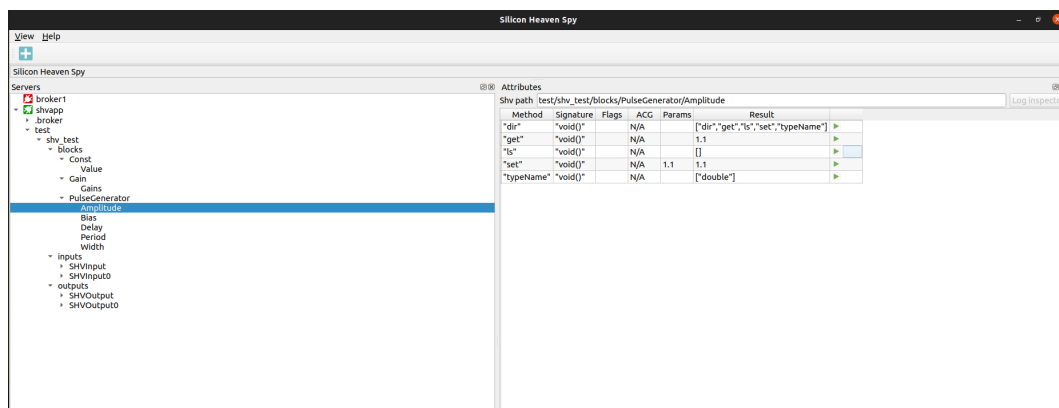 Silicon Heaven Spy
View Help
Silicon Heaven Spy
Servers
broker1
shvapp
.broker
test
shv_test
blocks
Const
Value
Gain
Gains
PulseGenerator
Amplitude
Bias
Delay
Period
Width
inputs
SHVInput
SHVInput0
outputs
SHVOutput
SHVOutput0
Attributes
Shv path test/shv_test/blocks/PulseGenerator/Amplitude Log inspecto
Method Signature Flags ACG Params Result
"dir" "void()" N/A ["dir","get","ls","set","typeName"]
"get" "void()" N/A 1.1
"ls" "void()" N/A []
"set" "void()" N/A 1.1 1.1
"typeName" "void()" N/A ["double"]